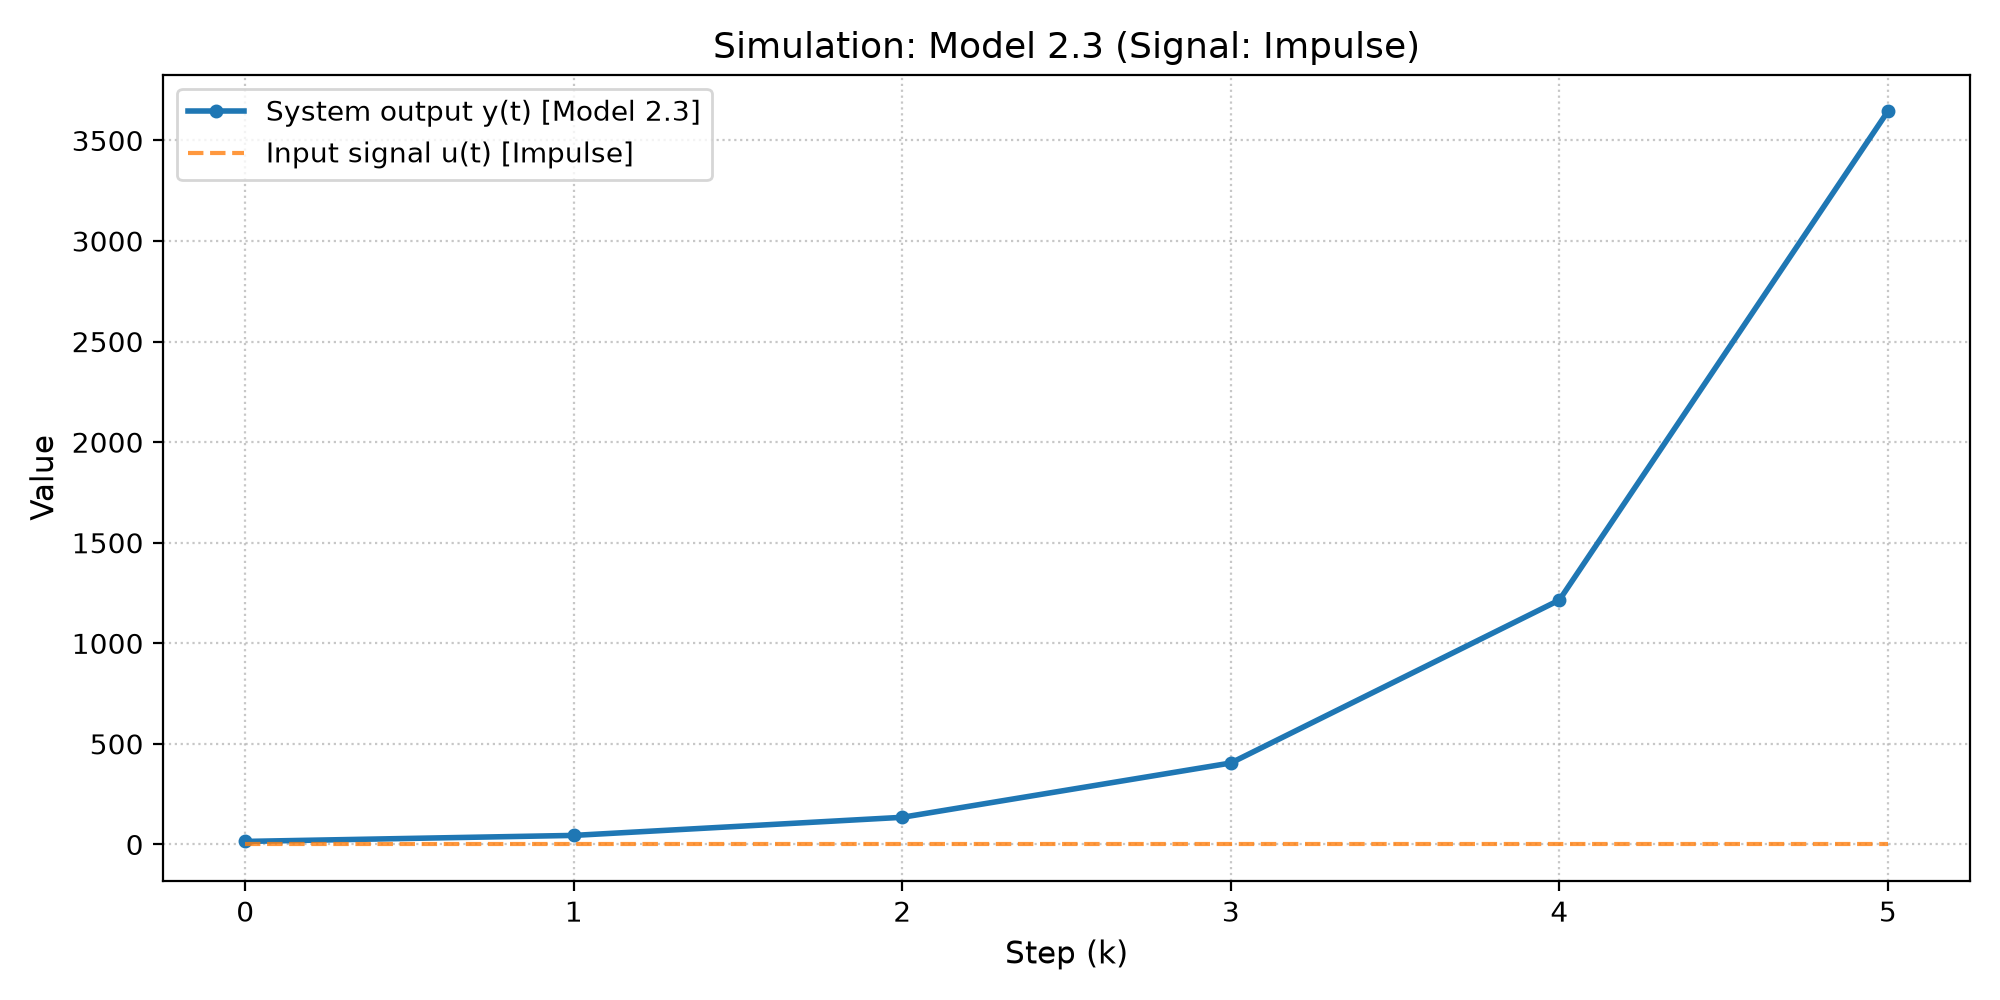 Simulation: Model 2.3 (Signal: Impulse)
System output y(t) [Model 2.3]
Input signal u(t) [Impulse]
3500
3000
2500
2000
1500
1000
500
0
Value
0 1 2 3 4 5
Step (k)